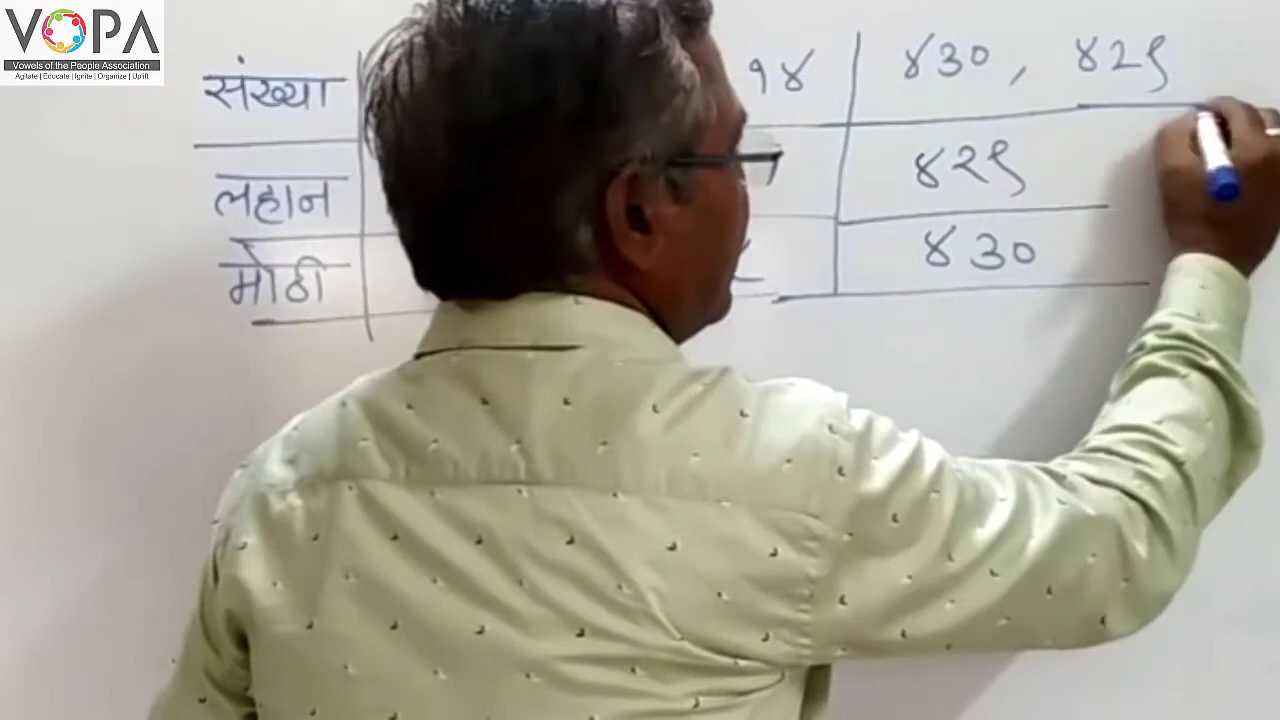 VOPA
Vowels of the People Association
Agitate | Educate | Ignite | Organize | Uplift
संख्या १४ ४३०, ४२९
लहान ४२९
मोठी ४३०